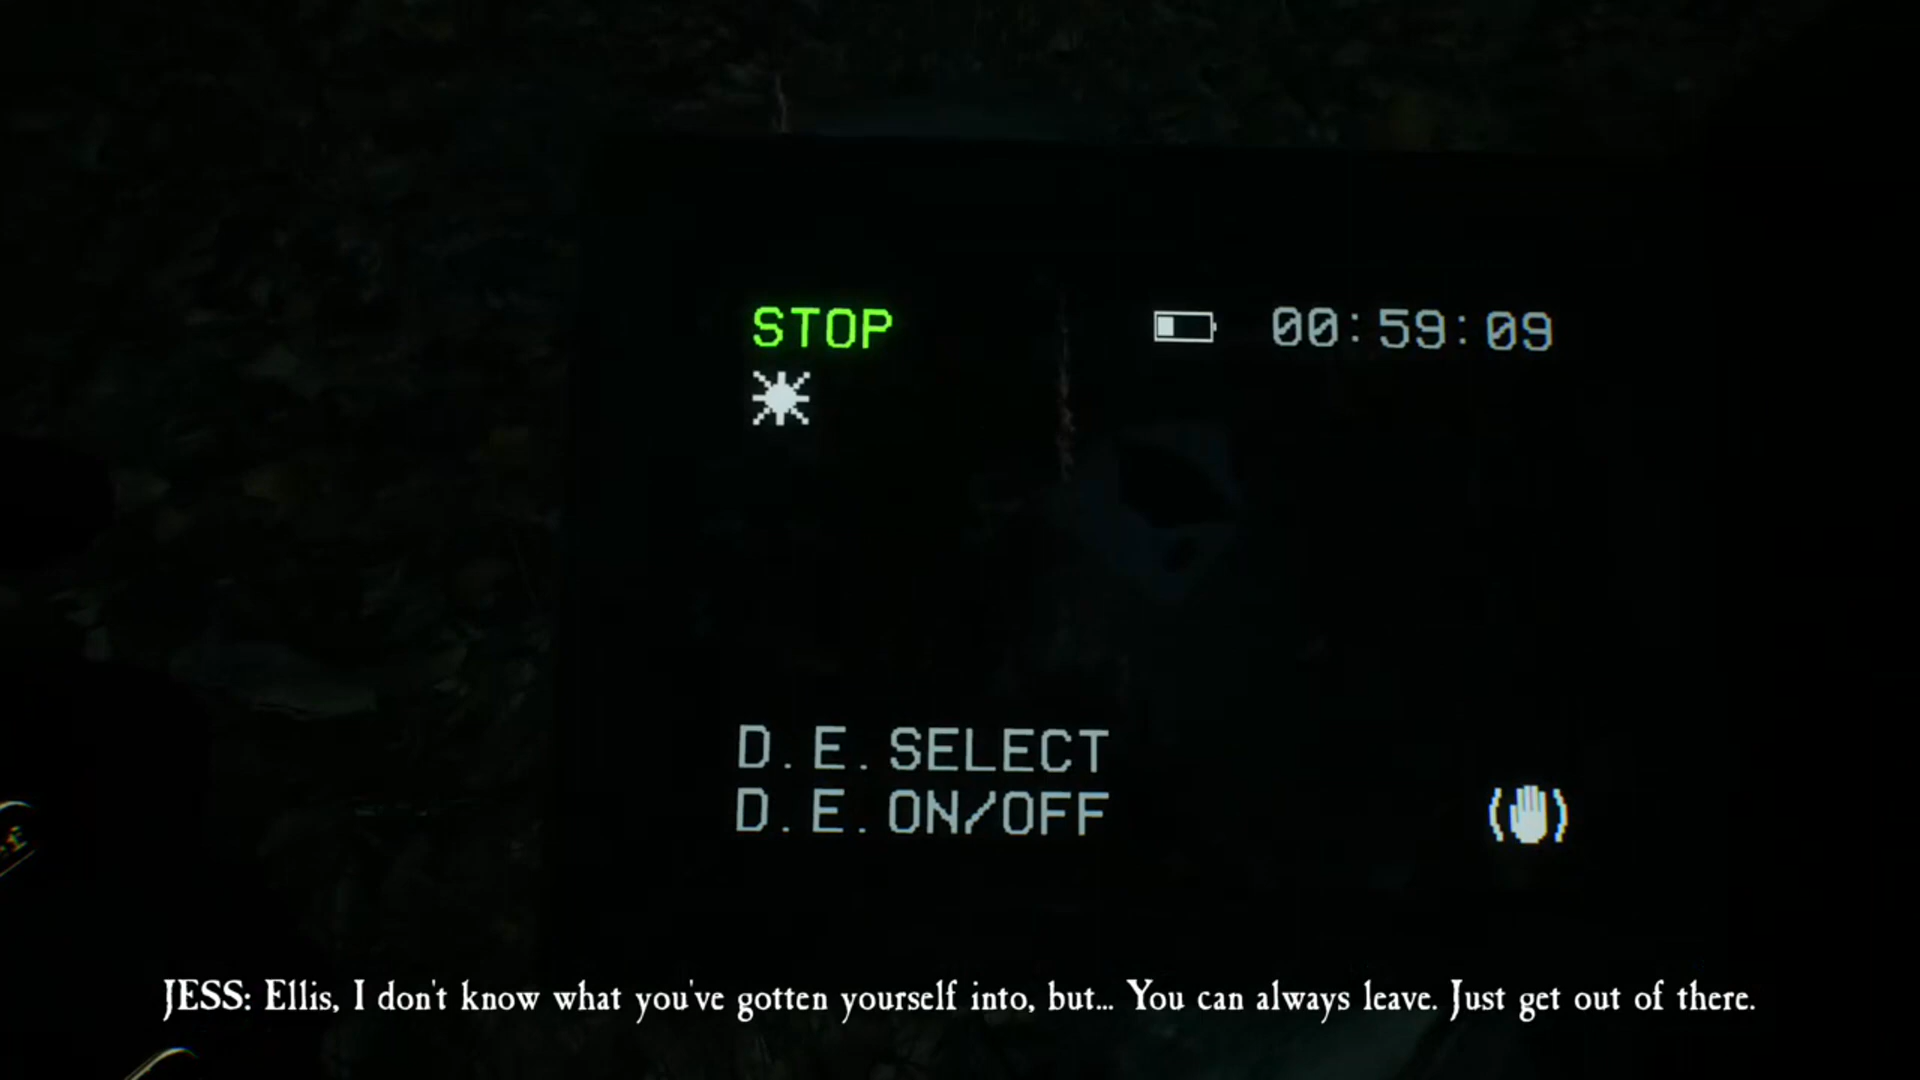 STOP 00:59:09
D.E.SELECT
D.E.ON/OFF
JESS: Ellis, I don't know what you've gotten yourself into, but... You can always leave. Just get out of there.